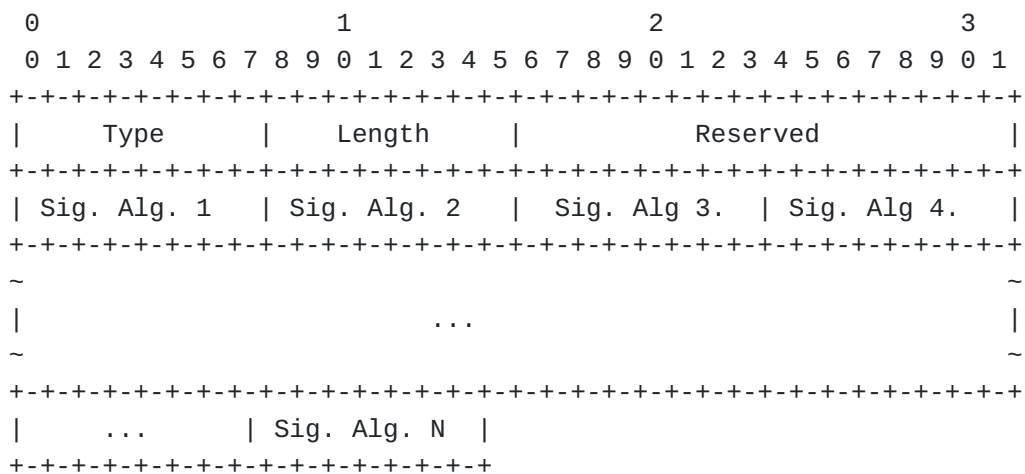 0                   1                   2                   3
 0 1 2 3 4 5 6 7 8 9 0 1 2 3 4 5 6 7 8 9 0 1 2 3 4 5 6 7 8 9 0 1
+-+-+-+-+-+-+-+-+-+-+-+-+-+-+-+-+-+-+-+-+-+-+-+-+-+-+-+-+-+-+-+-+
|     Type      |    Length     |           Reserved            |
+-+-+-+-+-+-+-+-+-+-+-+-+-+-+-+-+-+-+-+-+-+-+-+-+-+-+-+-+-+-+-+-+
| Sig. Alg. 1   | Sig. Alg. 2   |  Sig. Alg 3.  | Sig. Alg 4.   |
+-+-+-+-+-+-+-+-+-+-+-+-+-+-+-+-+-+-+-+-+-+-+-+-+-+-+-+-+-+-+-+-+
~                                                               ~
|                          ...                                  |
~                                                               ~
+-+-+-+-+-+-+-+-+-+-+-+-+-+-+-+-+-+-+-+-+-+-+-+-+-+-+-+-+-+-+-+-+
|     ...      | Sig. Alg. N  |
+-+-+-+-+-+-+-+-+-+-+-+-+-+-+-+